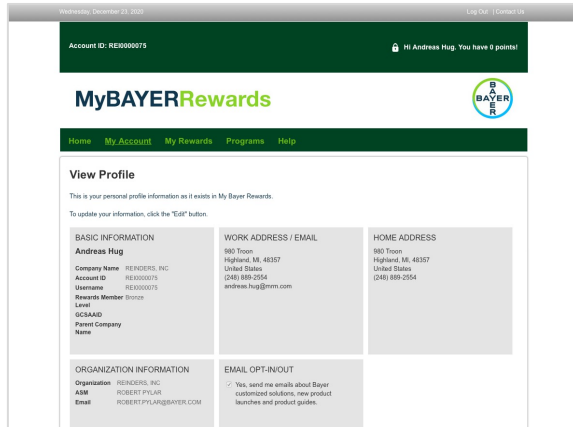 Wednesday, December 23, 2020
Log Out | Contact Us
Account ID: REI0000075
Hi Andreas Hug. You have 0 points!
MyBAYERRewards
BAYER
BAYER
Home My Account My Rewards Programs Help
View Profile
This is your personal profile information as it exists in My Bayer Rewards.
To update your information, click the "Edit" button.
BASIC INFORMATION
Andreas Hug
Company Name REINDERS, INC
Account ID REI0000075
Username REI0000075
Rewards Member Level Bronze
GCSAAID
Parent Company
Name
WORK ADDRESS / EMAIL
980 Troon
Highland, MI, 48357
United States
(248) 889-2554
andreas.hug@mrm.com
HOME ADDRESS
980 Troon
Highland, MI, 48357
United States
(248) 889-2554
ORGANIZATION INFORMATION
Organization REINDERS, INC
ASM ROBERT PYLAR
Email ROBERT.PYLAR@BAYER.COM
EMAIL OPT-IN/OUT
Yes, send me emails about Bayer
customized solutions, new product
launches and product guides.